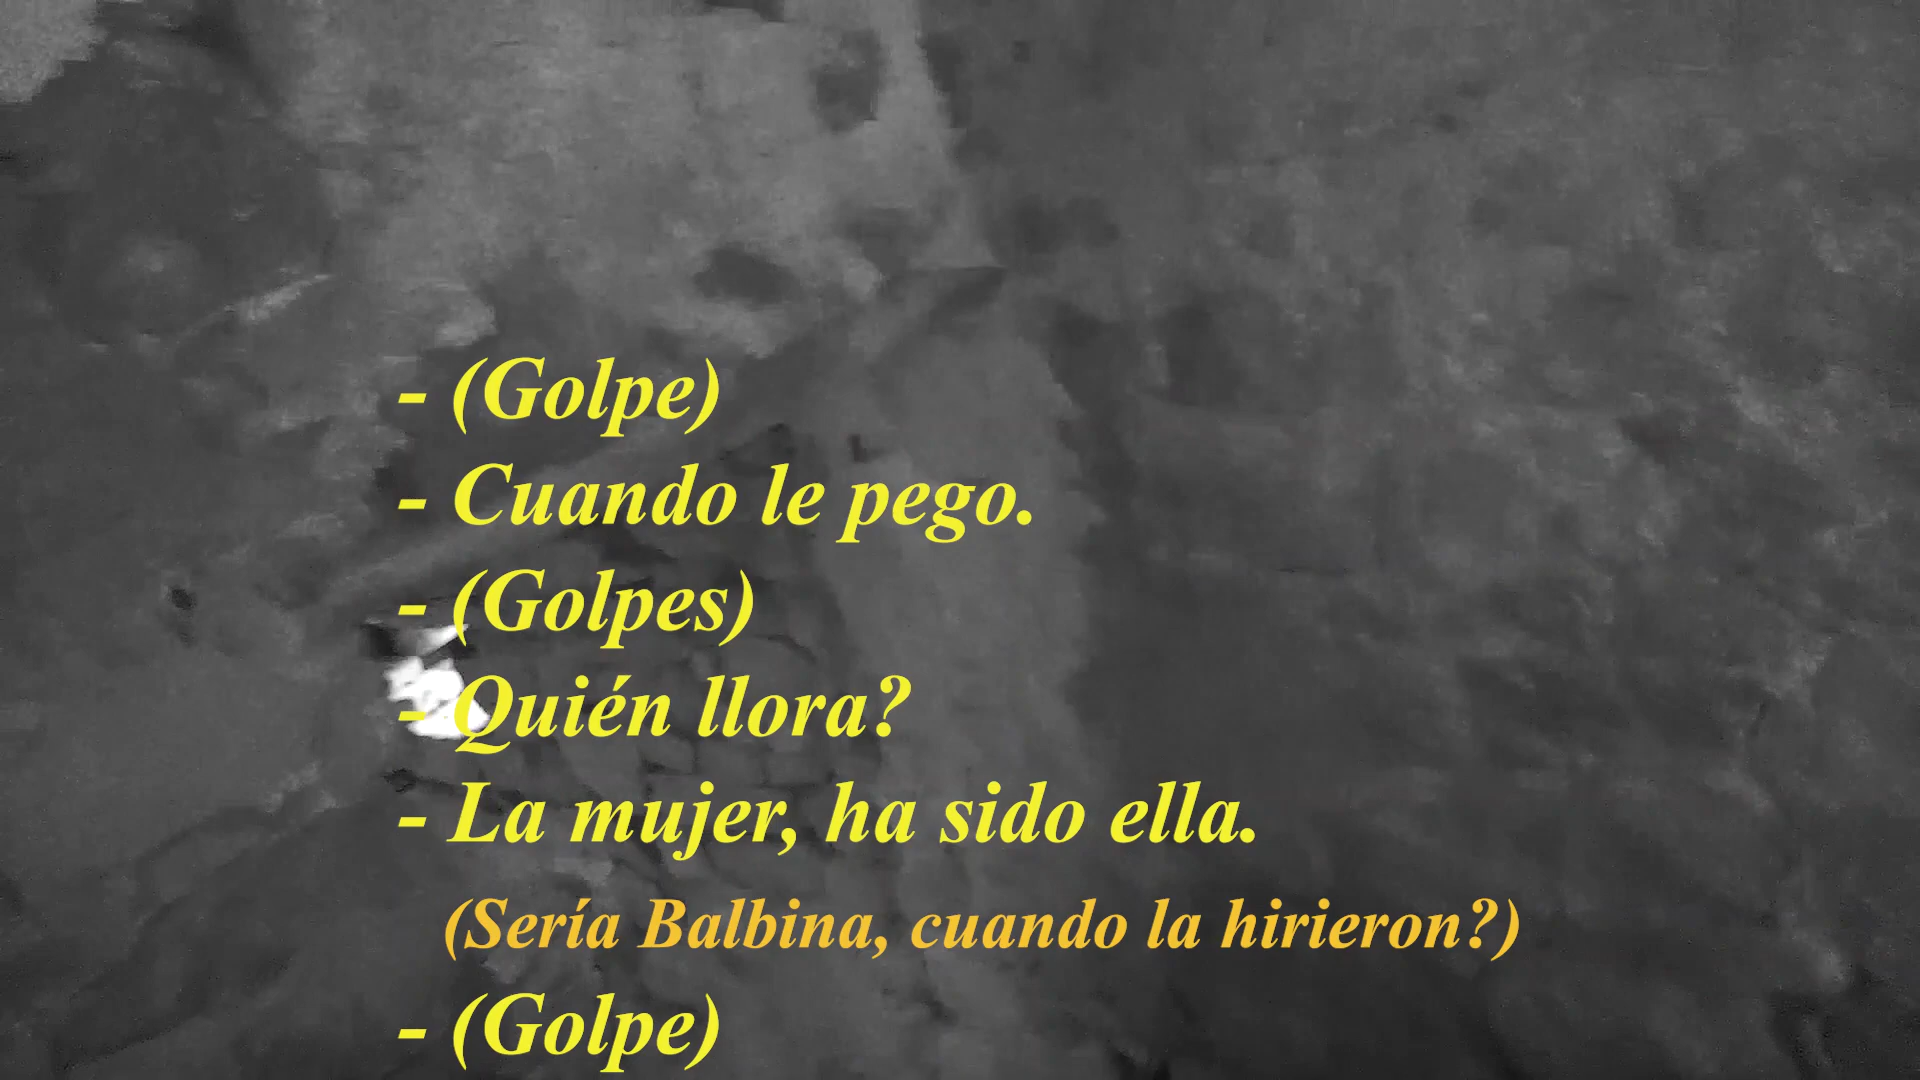 - (Golpe)
- Cuando le pego.
- (Golpes)
- Quién llora?
- La mujer, ha sido ella.
(Sería Balbina, cuando la hirieron?)
- (Golpe)